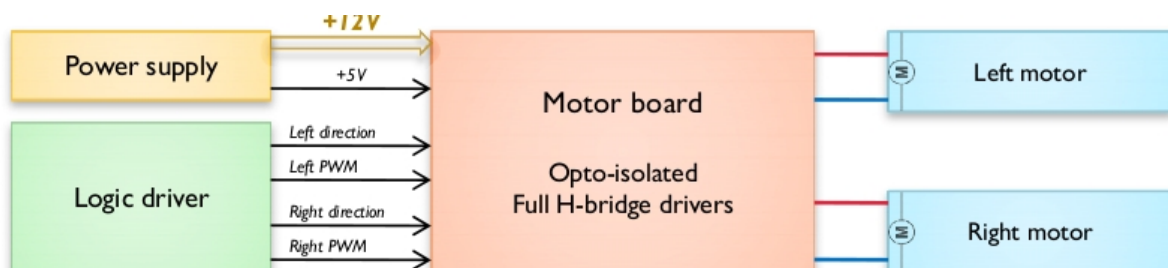 +12V
Power supply
+5V
Left direction
Left PWM
Logic driver
Right direction
Right PWM
Motor board
Opto-isolated
Full H-bridge drivers
M
Left motor
M
Right motor